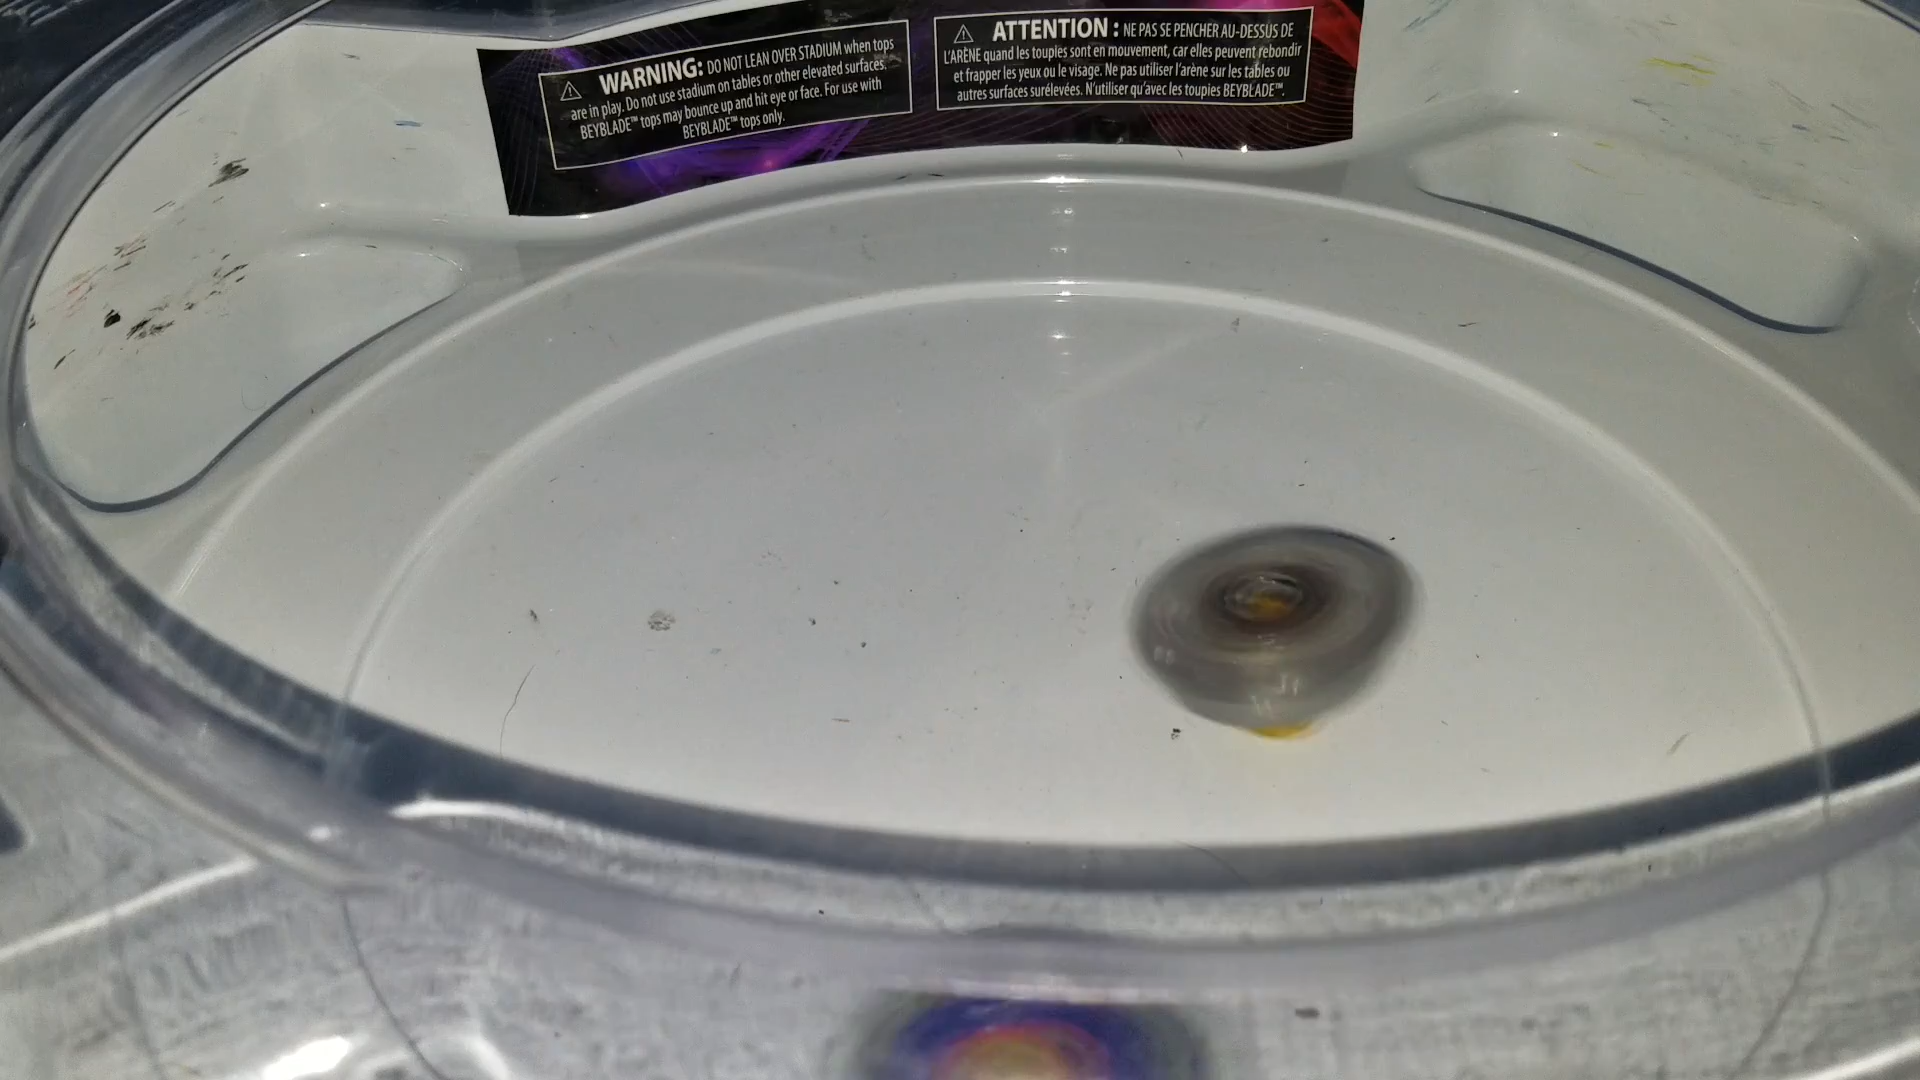 WARNING: DO NOT LEAN OVER STADIUM when tops
are in play. Do not use stadium on tables or other elevated surfaces.
BEYBLADE™ tops may bounce up and hit eye or face. For use with
BEYBLADE™ tops only.
ATTENTION : NE PAS SE PENCHER AU-DESSUS DE
L'ARÈNE quand les toupies sont en mouvement, car elles peuvent rebondir
et frapper les yeux ou le visage. Ne pas utiliser l'arène sur les tables ou
autres surfaces surélevées. N'utiliser qu'avec les toupies BEYBLADE™.